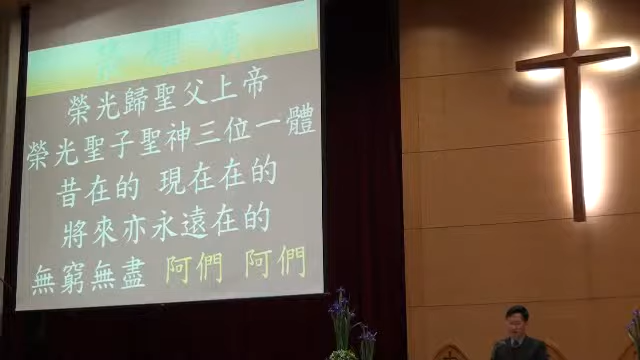 榮光歸聖父上帝
榮光聖子聖神三位一體
昔在的 現在在的
將來亦永遠在的
無窮無盡 阿們 阿們